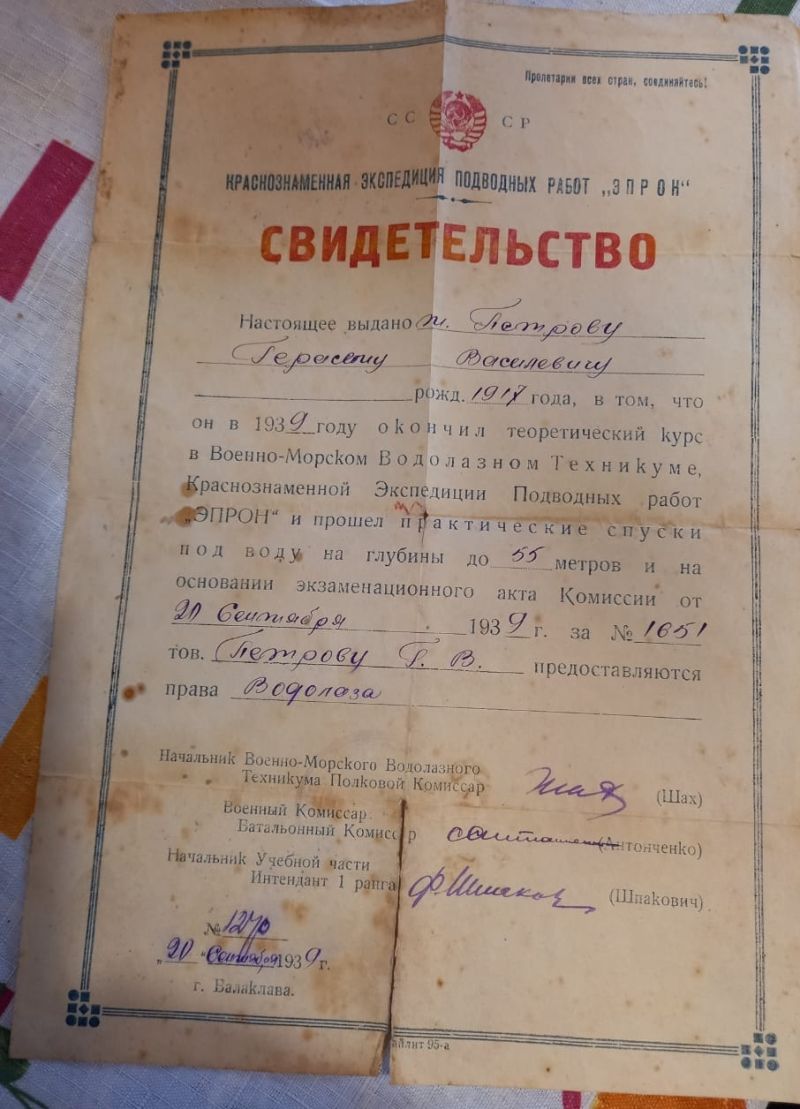 Пролетарии всех стран, соединяйтесь!
СССР
КРАСНОЗНАМЕННАЯ ЭКСПЕДИЦИЯ ПОДВОДНЫХ РАБОТ „ЭПРОН“
СВИДЕТЕЛЬСТВО
Настоящее выдано т. Петрову
Герасиму Василевичу
рожд. 1917 года, в том, что
он в 1939 году окончил теоретический курс
в Военно-Морском Водолазном Техникуме,
Краснознаменной Экспедиции Подводных работ
„ЭПРОН“ и прошел практические спуски
под воду на глубины до 55 метров и на
основании экзаменационного акта Комиссии от
20 Сентября 1939 г. за № 1651
тов. Петрову Г. В. предоставляются
права Водолаза
Начальник Военно-Морского Водолазного
Техникума Полковой Комиссар (Шах)
Военный Комиссар
Батальонный Комиссар (Антонченко)
Начальник Учебной части
Интендант 1 ранга (Шпакович)
№ 1270
„20“ Сентября 1939 г.
г. Балаклава.
95-а